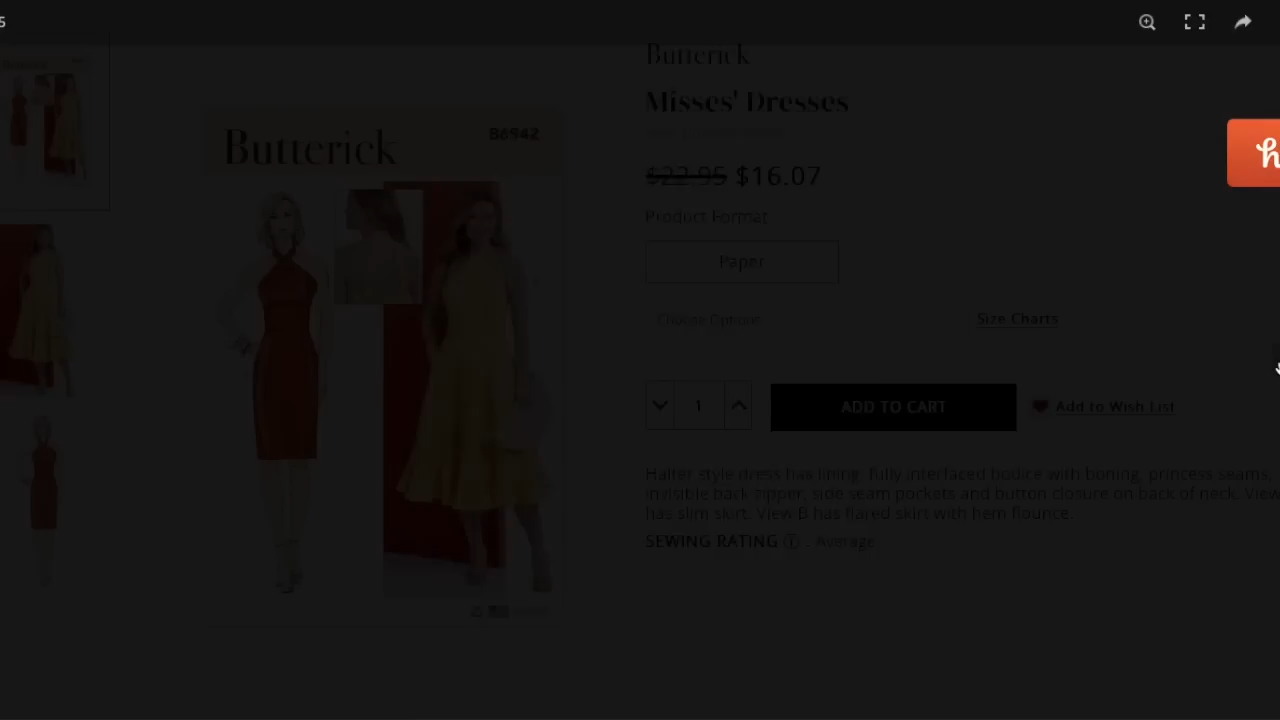 5
Butterick
Misses' Dresses
$22.95 $16.07
Product Format
Paper
Choose Options
Size Charts
1
ADD TO CART
Add to Wish List
Halter style dress has lining, fully interfaced bodice with boning, princess seams,
invisible back zipper, side seam pockets and button closure on back of neck. View
has slim skirt. View B has flared skirt with hem flounce.
SEWING RATING ⓘ : Average
Butterick
B6942
h